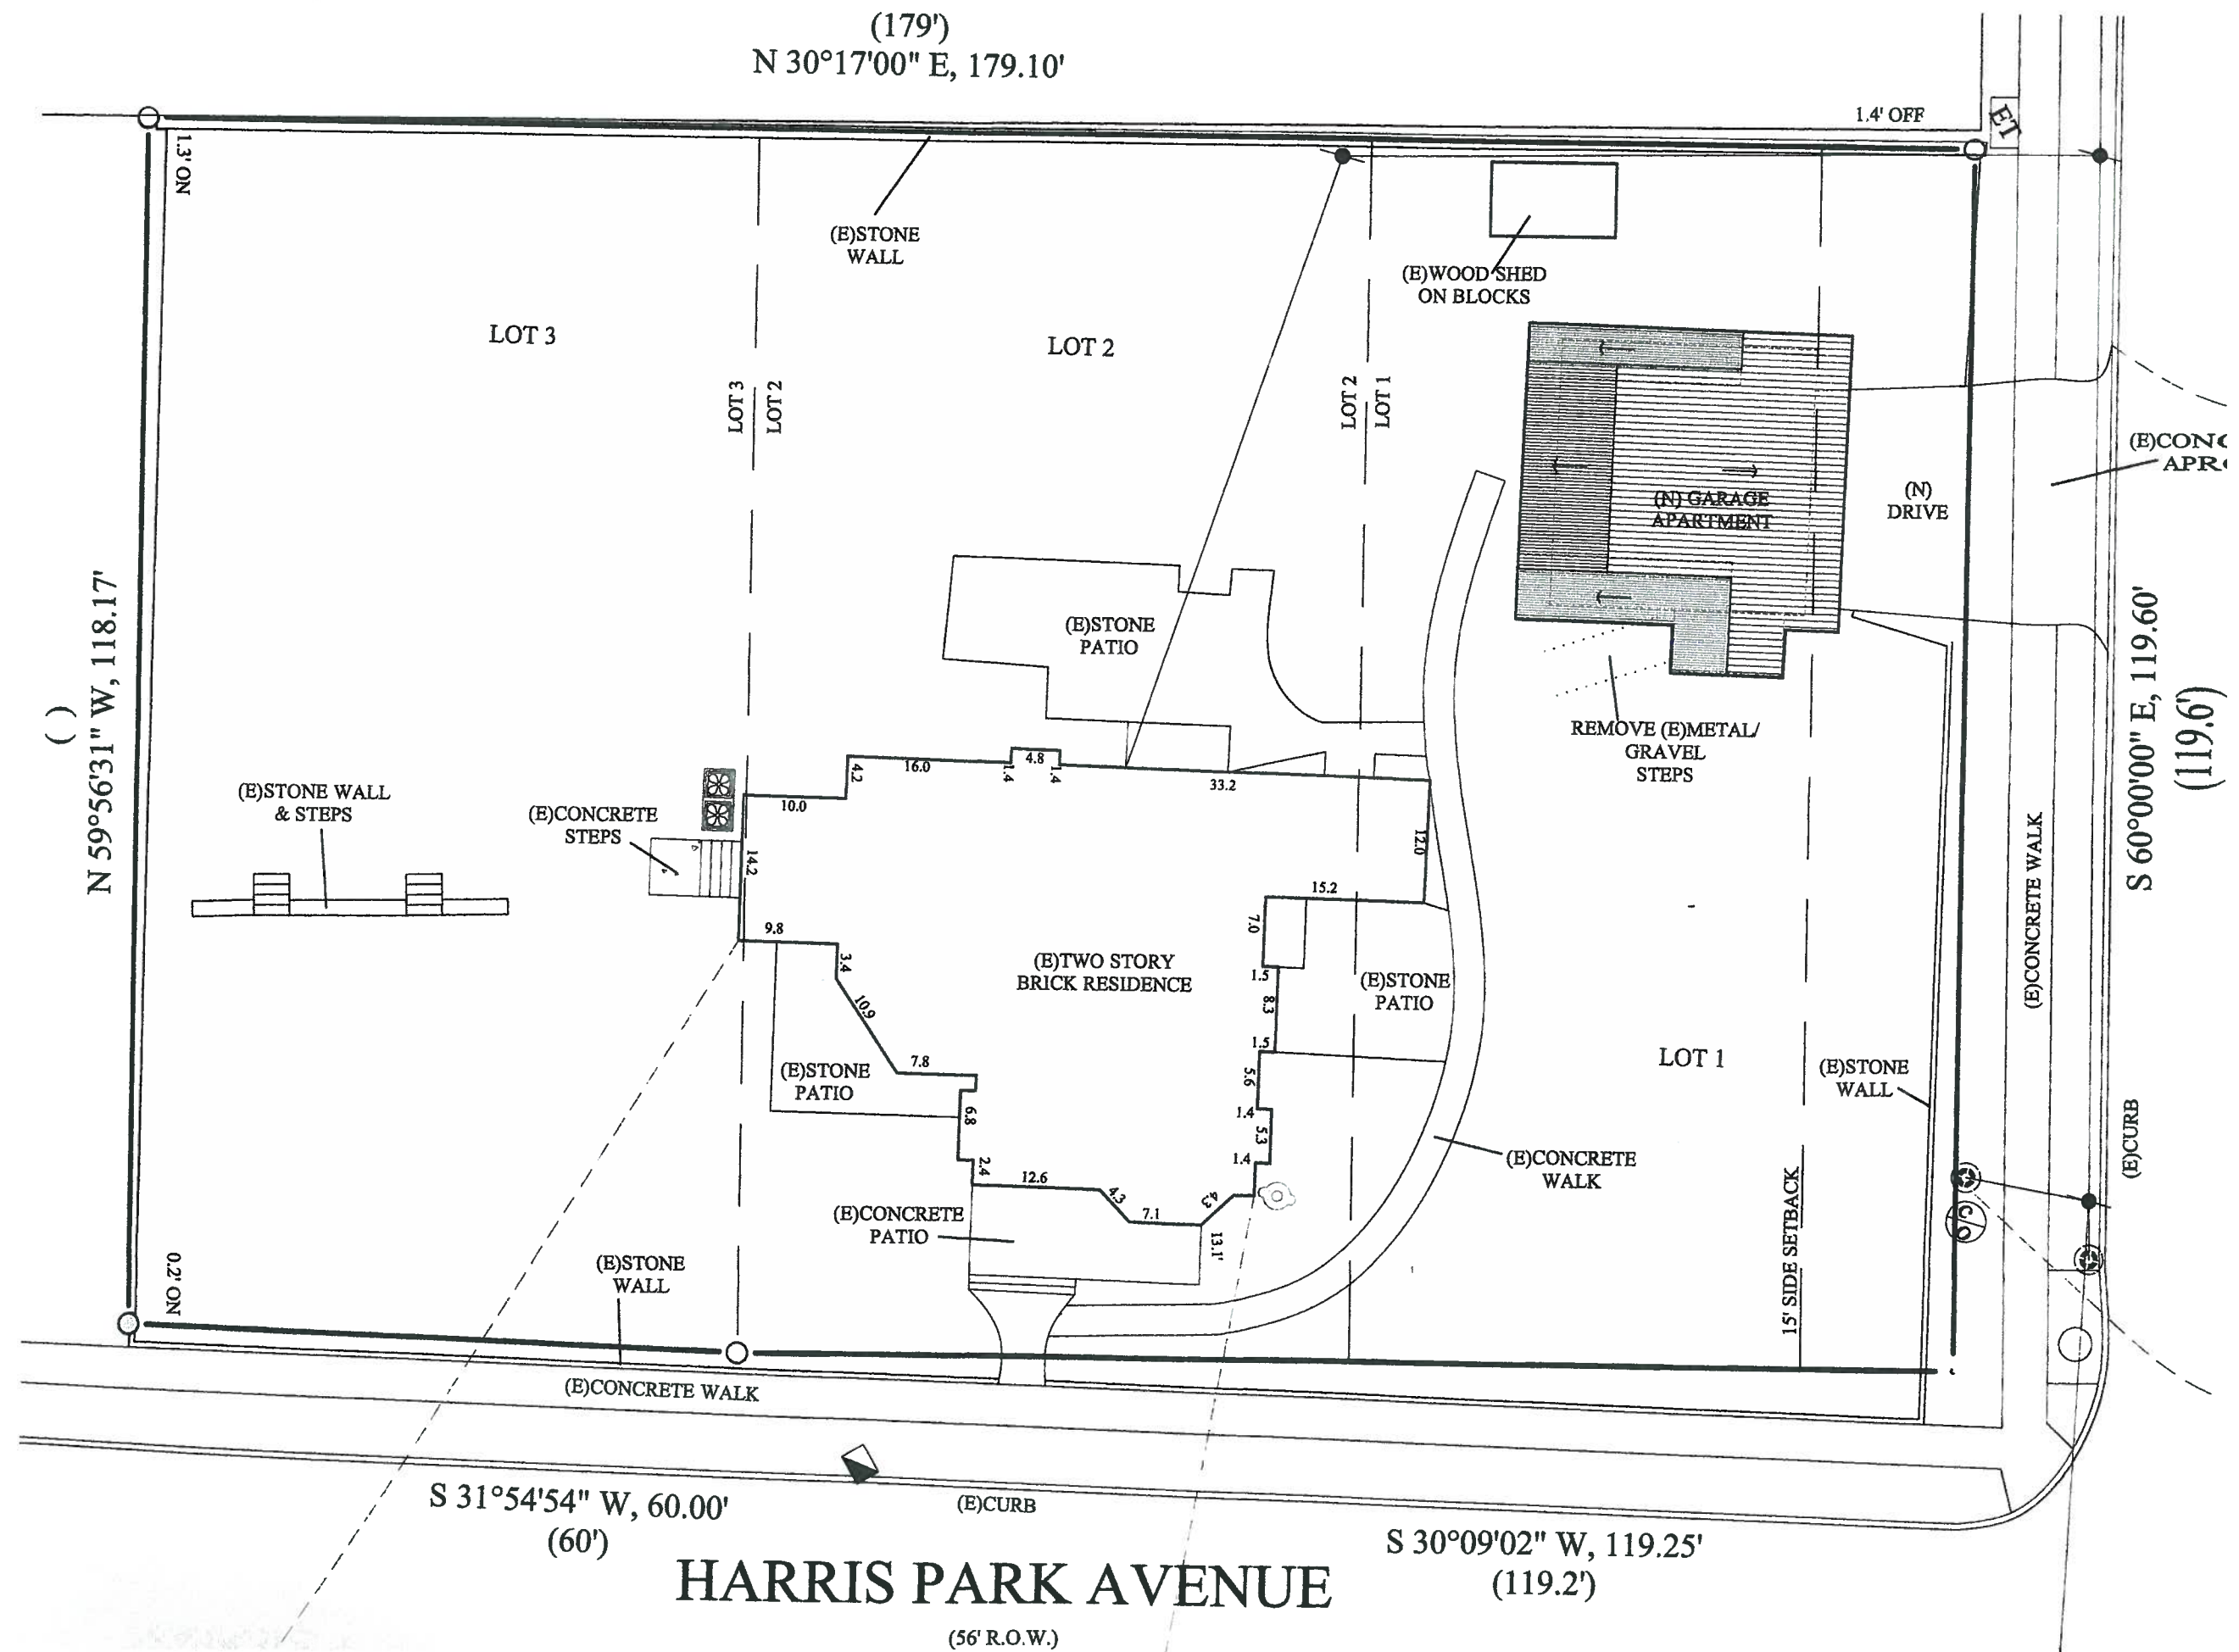 (179')
N 30°17'00" E, 179.10'
1.4' OFF
ET
1.3' ON
(E)STONE
WALL
(E)WOOD SHED
ON BLOCKS
LOT 3
LOT 2
LOT 3
LOT 2
LOT 2
LOT 1
(E)CONC
(N)
DRIVE
(N) GARAGE
APARTMENT
( )
N 59°56'31" W, 118.17'
S 60°00'00" E, 119.60'
(119.6')
(E)STONE
PATIO
REMOVE (E)METAL/
GRAVEL
STEPS
4.2
16.0
1.4
4.8
1.4
33.2
10.0
12.0
(E)STONE WALL
& STEPS
(E)CONCRETE
STEPS
14.2
15.2
9.8
7.0
3.4
(E)TWO STORY
BRICK RESIDENCE
1.5
(E)STONE
PATIO
10.9
8.3
1.5
(E)CONCRETE WALK
7.8
(E)STONE
PATIO
5.6
LOT 1
(E)STONE
WALL
6.8
1.4
5.3
2.4
1.4
12.6
4.3
7.1
4.3
13.1'
(E)CONCRETE
WALK
(E)CURB
15' SIDE SETBACK
C/O
(E)CONCRETE
PATIO
0.2' ON
(E)STONE
WALL
(E)CONCRETE WALK
S 31°54'54" W, 60.00'
(60')
(E)CURB
S 30°09'02" W, 119.25'
(119.2')
HARRIS PARK AVENUE
(56' R.O.W.)